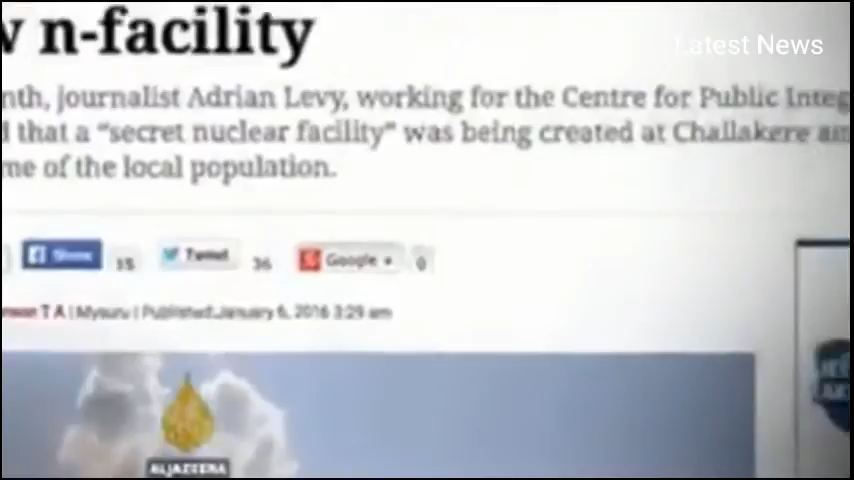 n-facility
Latest News
nth, journalist Adrian Levy, working for the Centre for Public Integ
that a "secret nuclear facility" was being created at Challakere
me of the local population.
Share 15 Tweet 36 Google + 0
T A | Mysuru | Published: January 6, 2016 3:29 am
ALJAZEERA